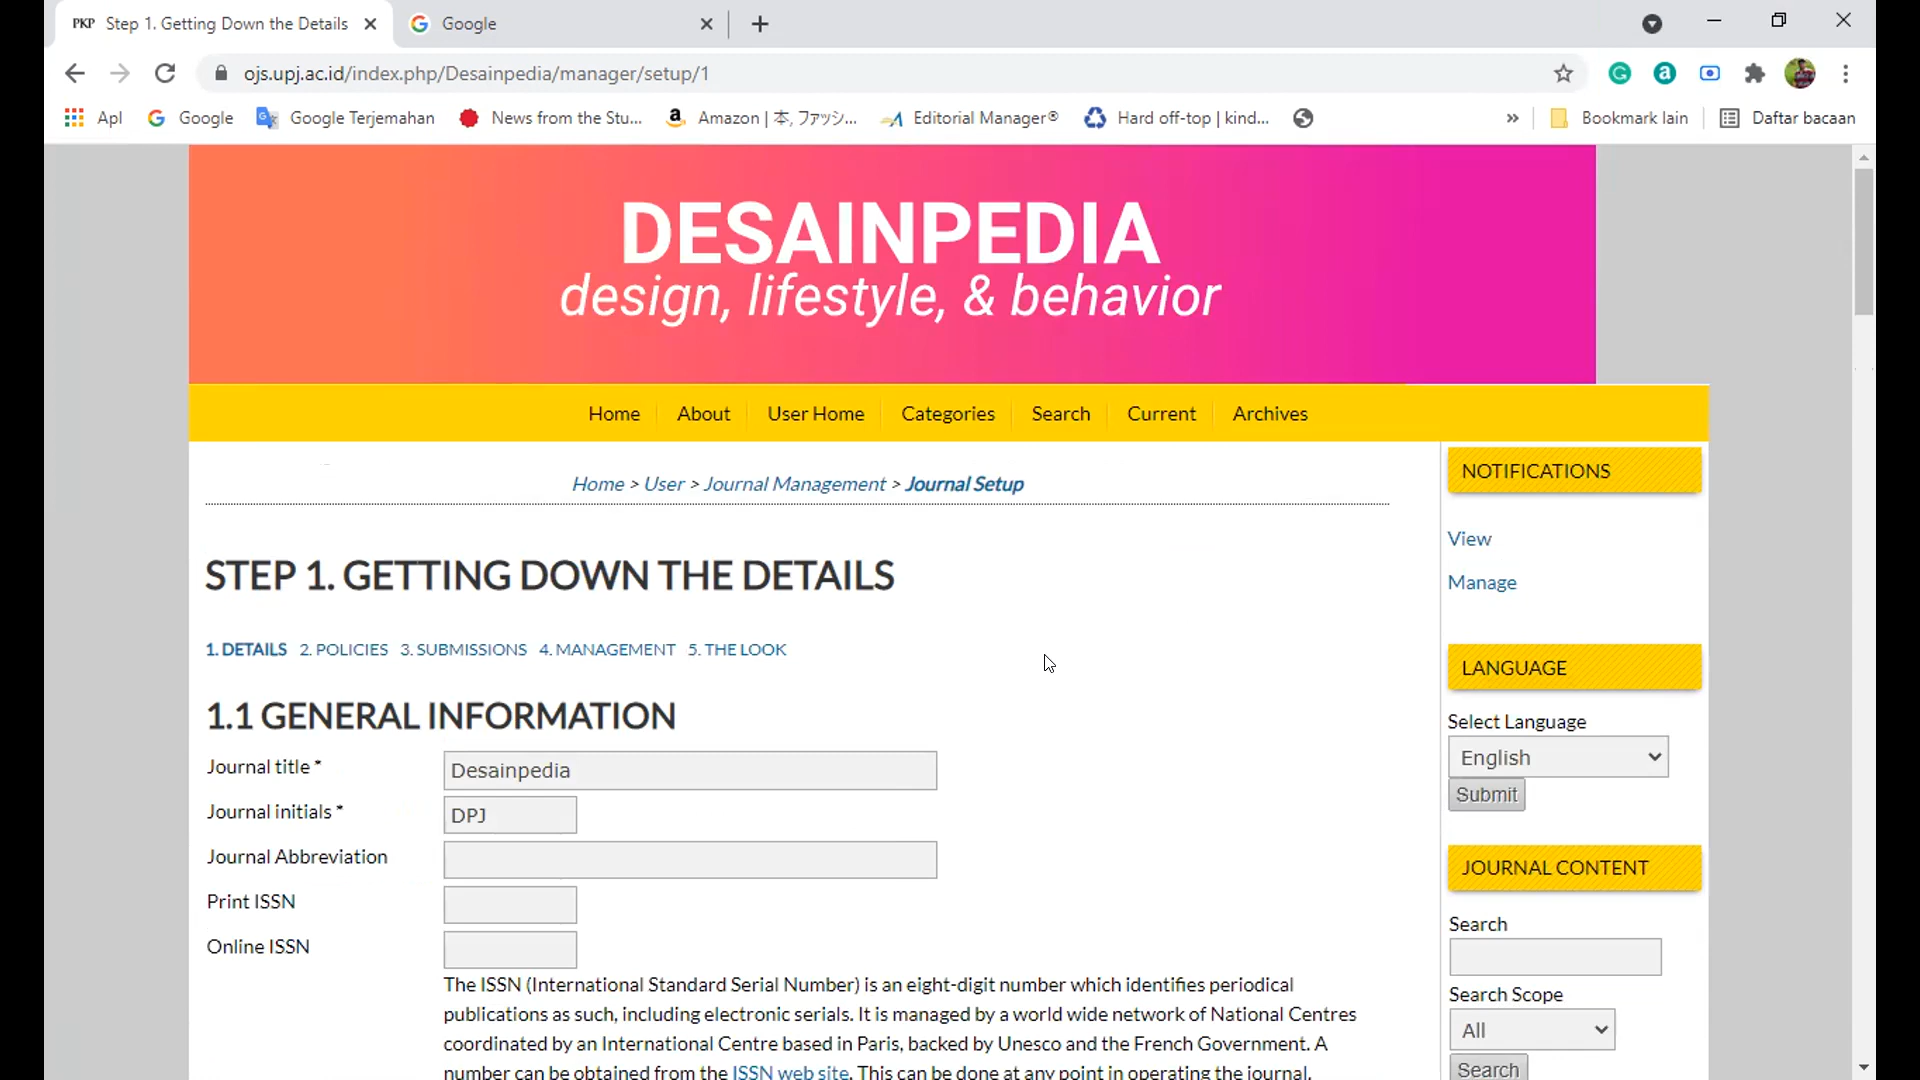 PKP Step 1. Getting Down the Details
Google
ojs.upj.ac.id/index.php/Desainpedia/manager/setup/1
Apl
Google
Google Terjemahan
News from the Stu...
Amazon | 本, ファッシ...
Editorial Manager®
Hard off-top | kind...
»
Bookmark lain
Daftar bacaan
DESAINPEDIA
design, lifestyle, & behavior
Home About User Home Categories Search Current Archives
Home > User > Journal Management > Journal Setup
STEP 1. GETTING DOWN THE DETAILS
1. DETAILS 2. POLICIES 3. SUBMISSIONS 4. MANAGEMENT 5. THE LOOK
1.1 GENERAL INFORMATION
Journal title * Desainpedia
Journal initials * DPJ
Journal Abbreviation
Print ISSN
Online ISSN
The ISSN (International Standard Serial Number) is an eight-digit number which identifies periodical
publications as such, including electronic serials. It is managed by a world wide network of National Centres
coordinated by an International Centre based in Paris, backed by Unesco and the French Government. A
number can be obtained from the ISSN web site. This can be done at any point in operating the journal.
NOTIFICATIONS
View
Manage
LANGUAGE
Select Language
English
Submit
JOURNAL CONTENT
Search
Search Scope
All
Search